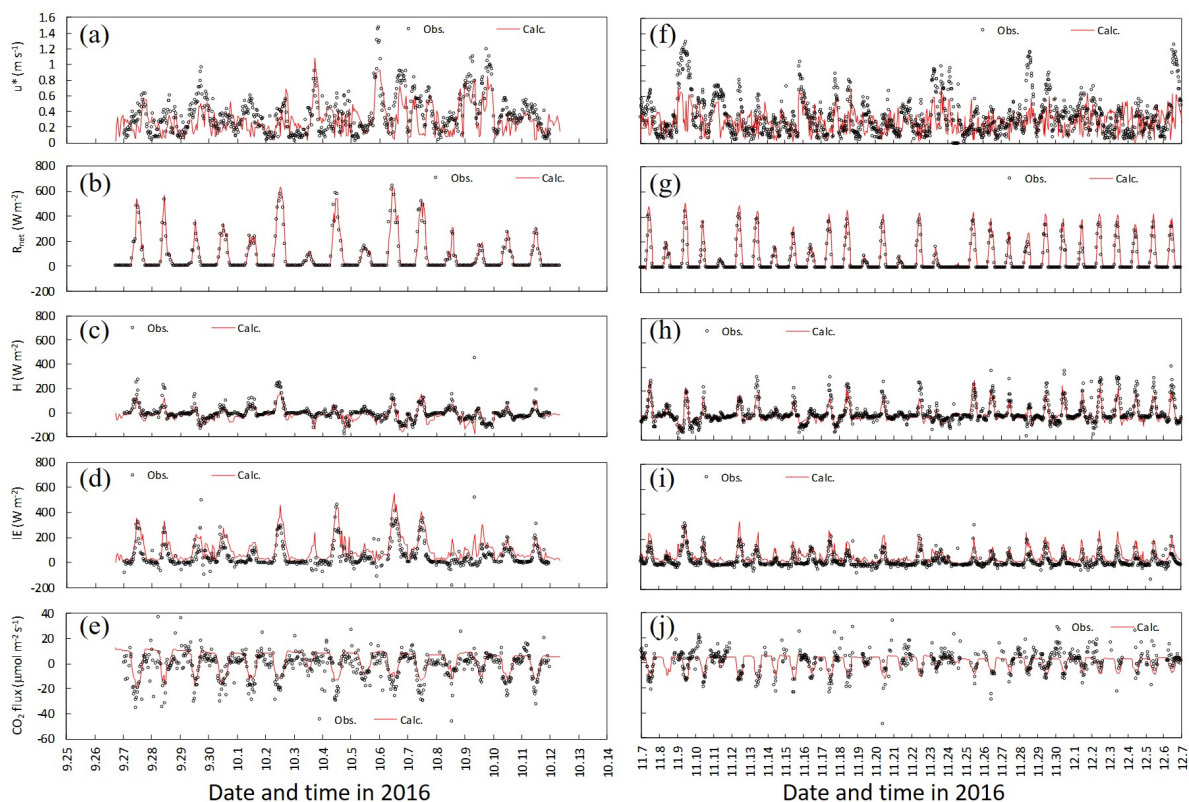 (a)
u* (m s⁻¹)
1.6
1.4
1.2
1
0.8
0.6
0.4
0.2
0
Obs.
Calc.
(b)
Rnet (W m⁻²)
800
600
400
200
0
-200
Obs.
Calc.
(c)
H (W m⁻²)
800
600
400
200
0
-200
Obs.
Calc.
(d)
lE (W m⁻²)
800
600
400
200
0
-200
Obs.
Calc.
(e)
CO₂ flux (μmol m⁻² s⁻¹)
40
20
0
-20
-40
-60
Obs.
Calc.
9.25
9.26
9.27
9.28
9.29
9.30
10.1
10.2
10.3
10.4
10.5
10.6
10.7
10.8
10.9
10.10
10.11
10.12
10.13
10.14
Date and time in 2016
(f)
Obs.
Calc.
(g)
Obs.
Calc.
(h)
Obs.
Calc.
(i)
Obs.
Calc.
(j)
Obs.
Calc.
11.7
11.8
11.9
11.10
11.11
11.12
11.13
11.14
11.15
11.16
11.17
11.18
11.19
11.20
11.21
11.22
11.23
11.24
11.25
11.26
11.27
11.28
11.29
11.30
12.1
12.2
12.3
12.4
12.5
12.6
12.7
Date and time in 2016